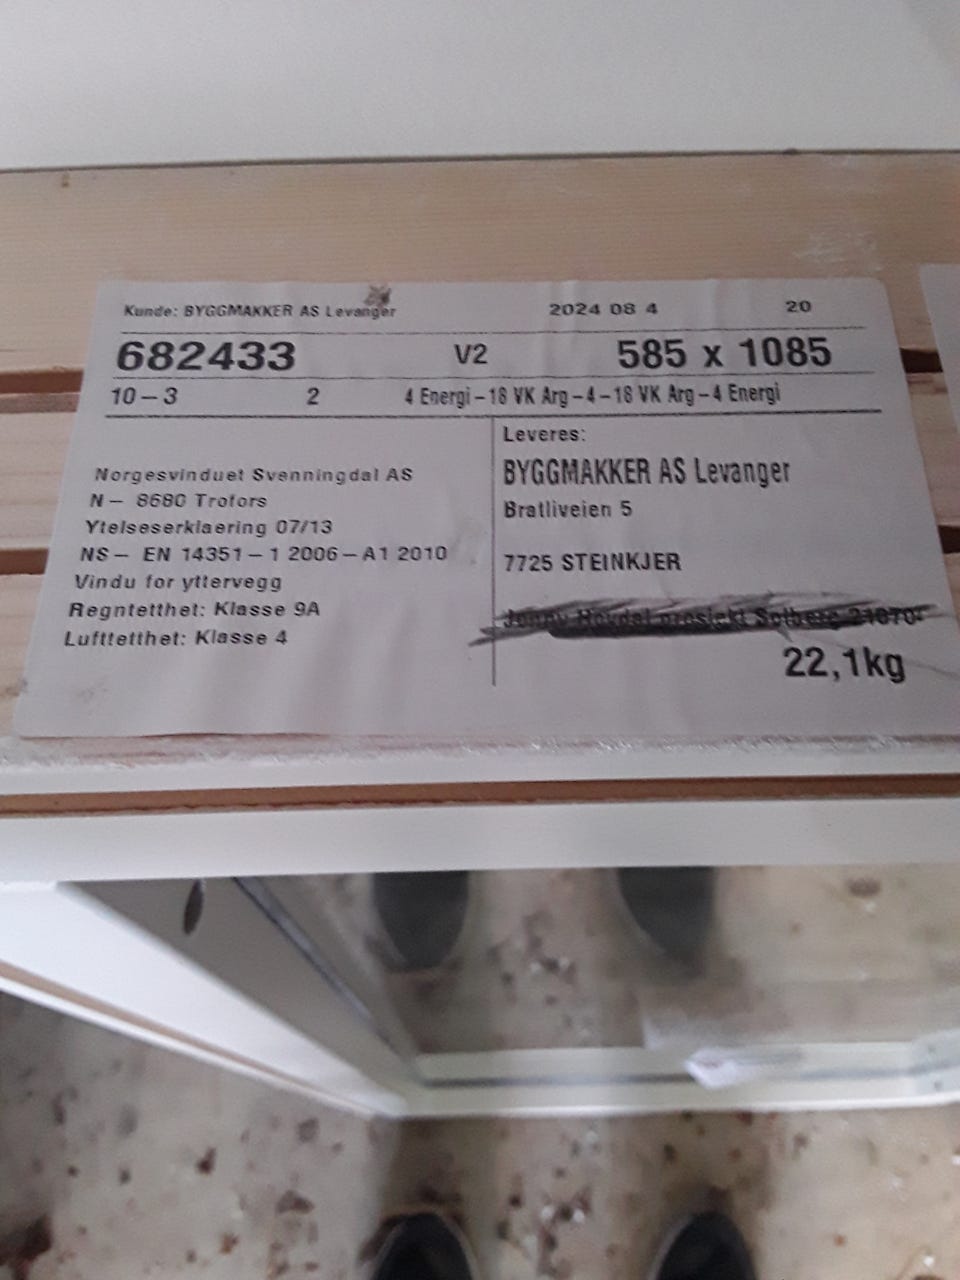 Kunde: BYGGMAKKER AS Levanger 2024 08 4 20
682433 V2 585 x 1085
10-3 2 4 Energi-18 VK Arg-4-18 VK Arg-4 Energi
Norgesvinduet Svenningdal AS
N- 8680 Trofors
Ytelseserklaering 07/13
NS- EN 14351-1 2006-A1 2010
Vindu for yttervegg
Regntetthet: Klasse 9A
Lufttetthet: Klasse 4
Leveres:
BYGGMAKKER AS Levanger
Bratliveien 5
7725 STEINKJER
22,1kg